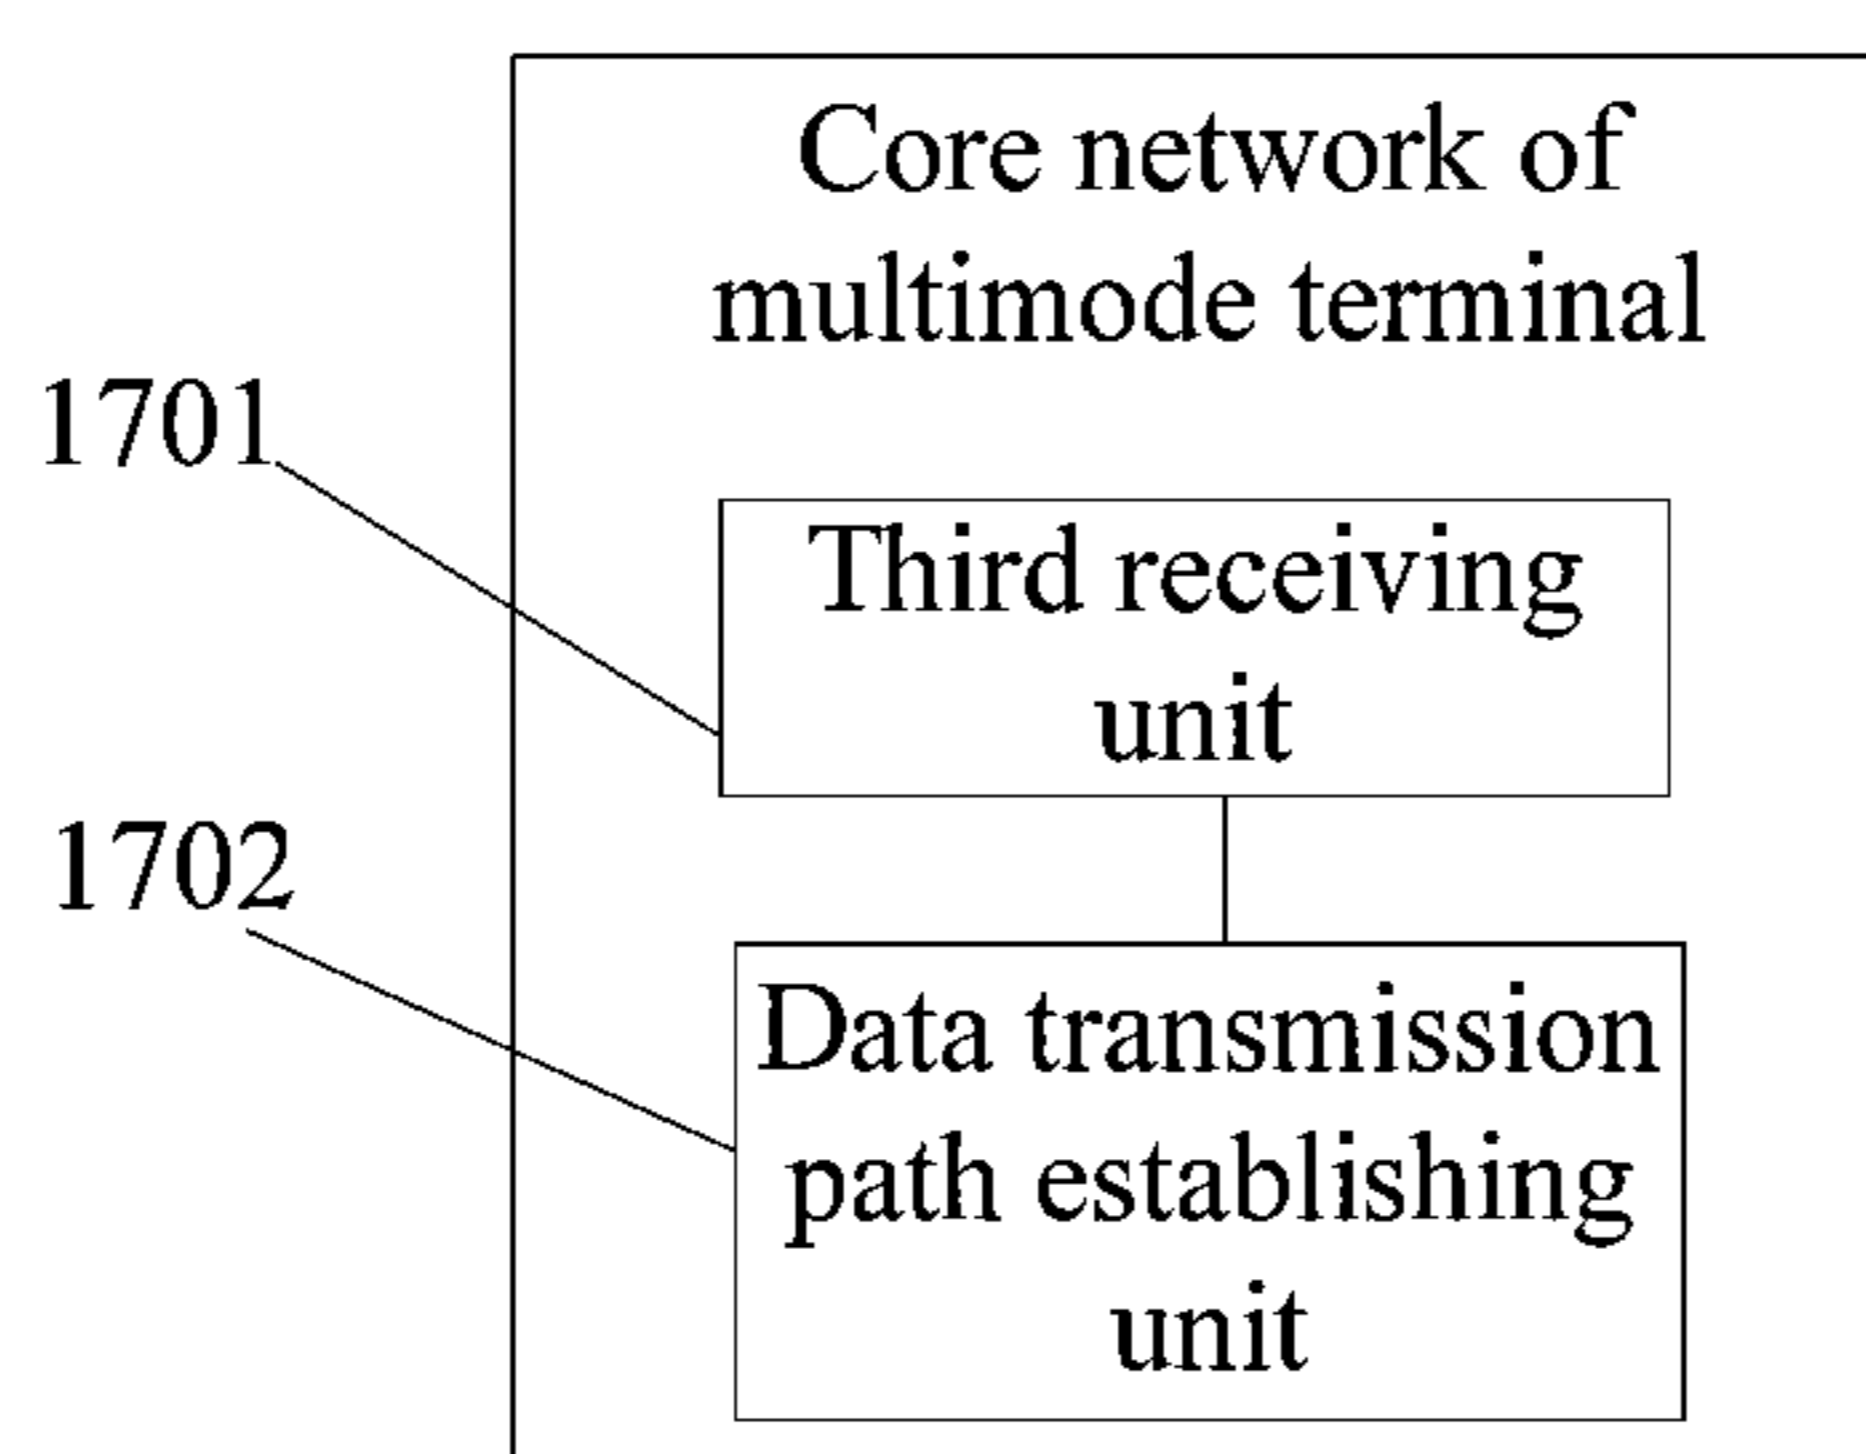 Core network of
multimode terminal
1701
Third receiving
unit
1702
Data transmission
path establishing
unit